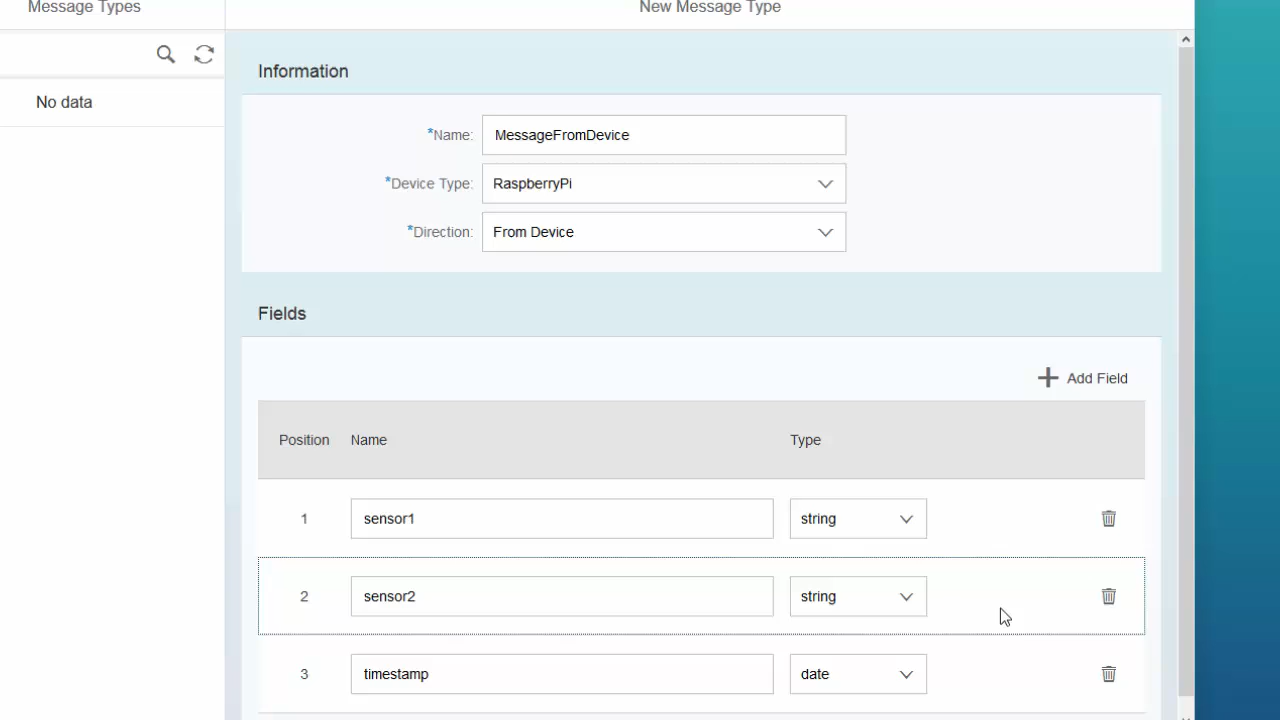 Message Types
New Message Type
No data
Information
*Name: MessageFromDevice
*Device Type: RaspberryPi
*Direction: From Device
Fields
Add Field
Position Name Type
1 sensor1 string
2 sensor2 string
3 timestamp date